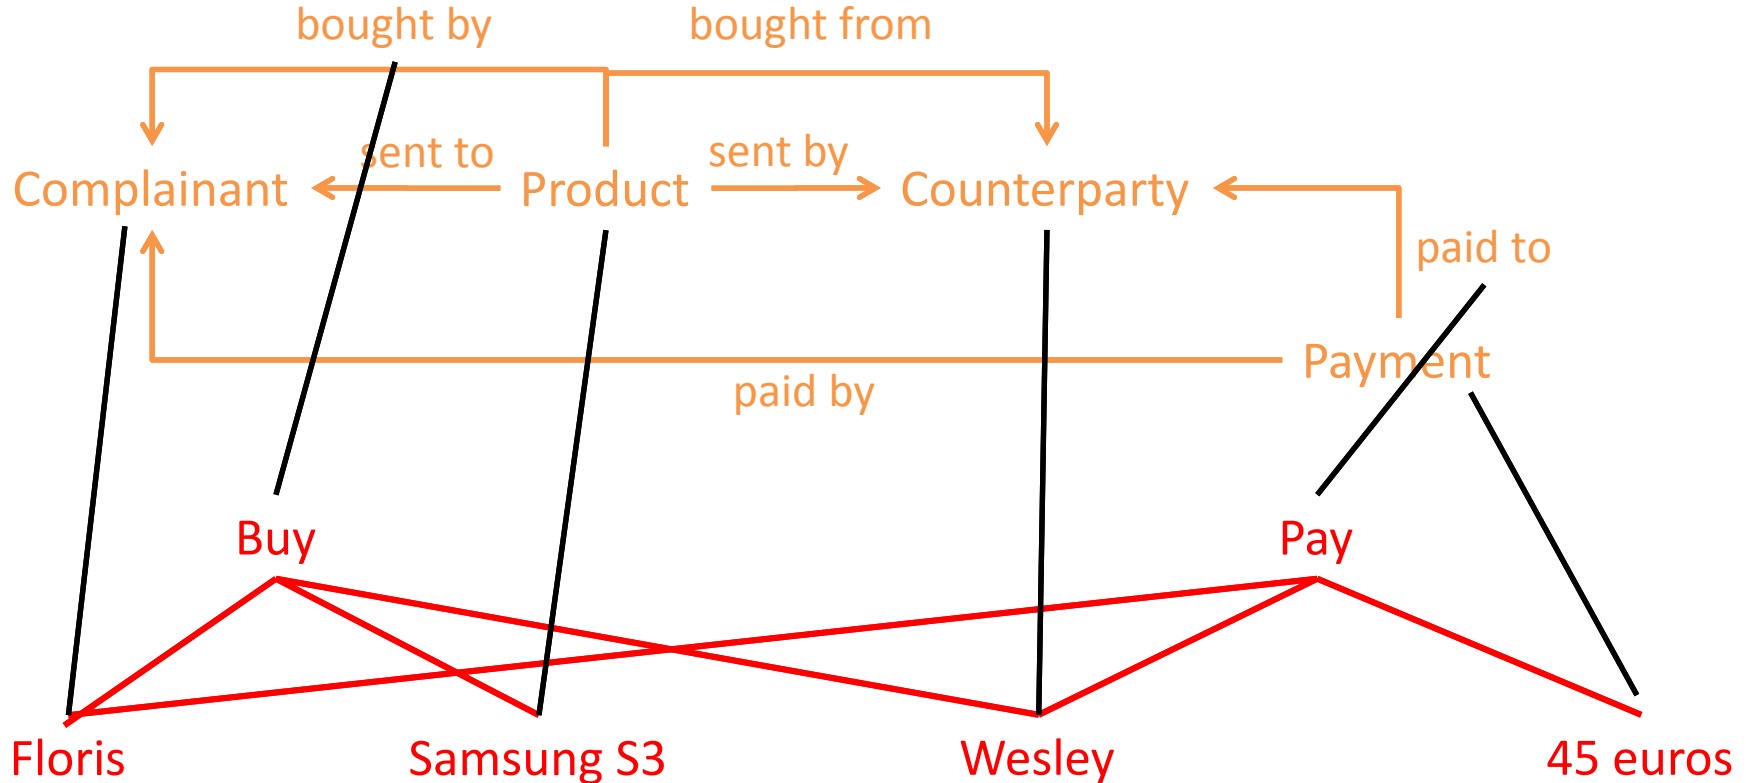 bought by
bought from
sent to
sent by
Complainant
Product
Counterparty
paid to
Payment
paid by
Buy
Pay
Floris
Samsung S3
Wesley
45 euros